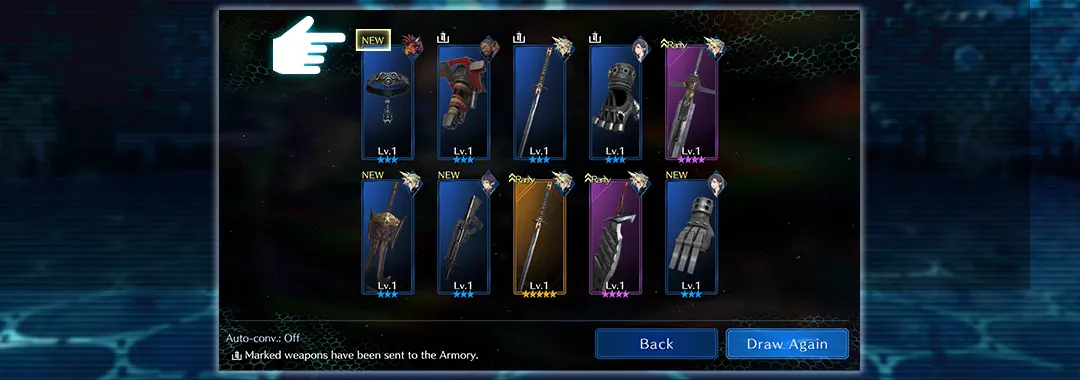 NEW
Rarity
Lv.1
Lv.1
Lv.1
Lv.1
Lv.1
NEW
NEW
Rarity
Rarity
NEW
Lv.1
Lv.1
Lv.1
Lv.1
Lv.1
Auto-conv.: Off
Marked weapons have been sent to the Armory.
Back
Draw Again